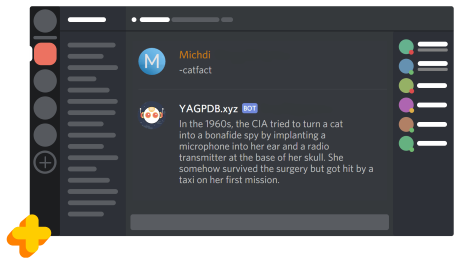 M
Michdi
-catfact
YAGPDB.xyz BOT
In the 1960s, the CIA tried to turn a cat
into a bonafide spy by implanting a
microphone into her ear and a radio
transmitter at the base of her skull. She
somehow survived the surgery but got hit by a
taxi on her first mission.